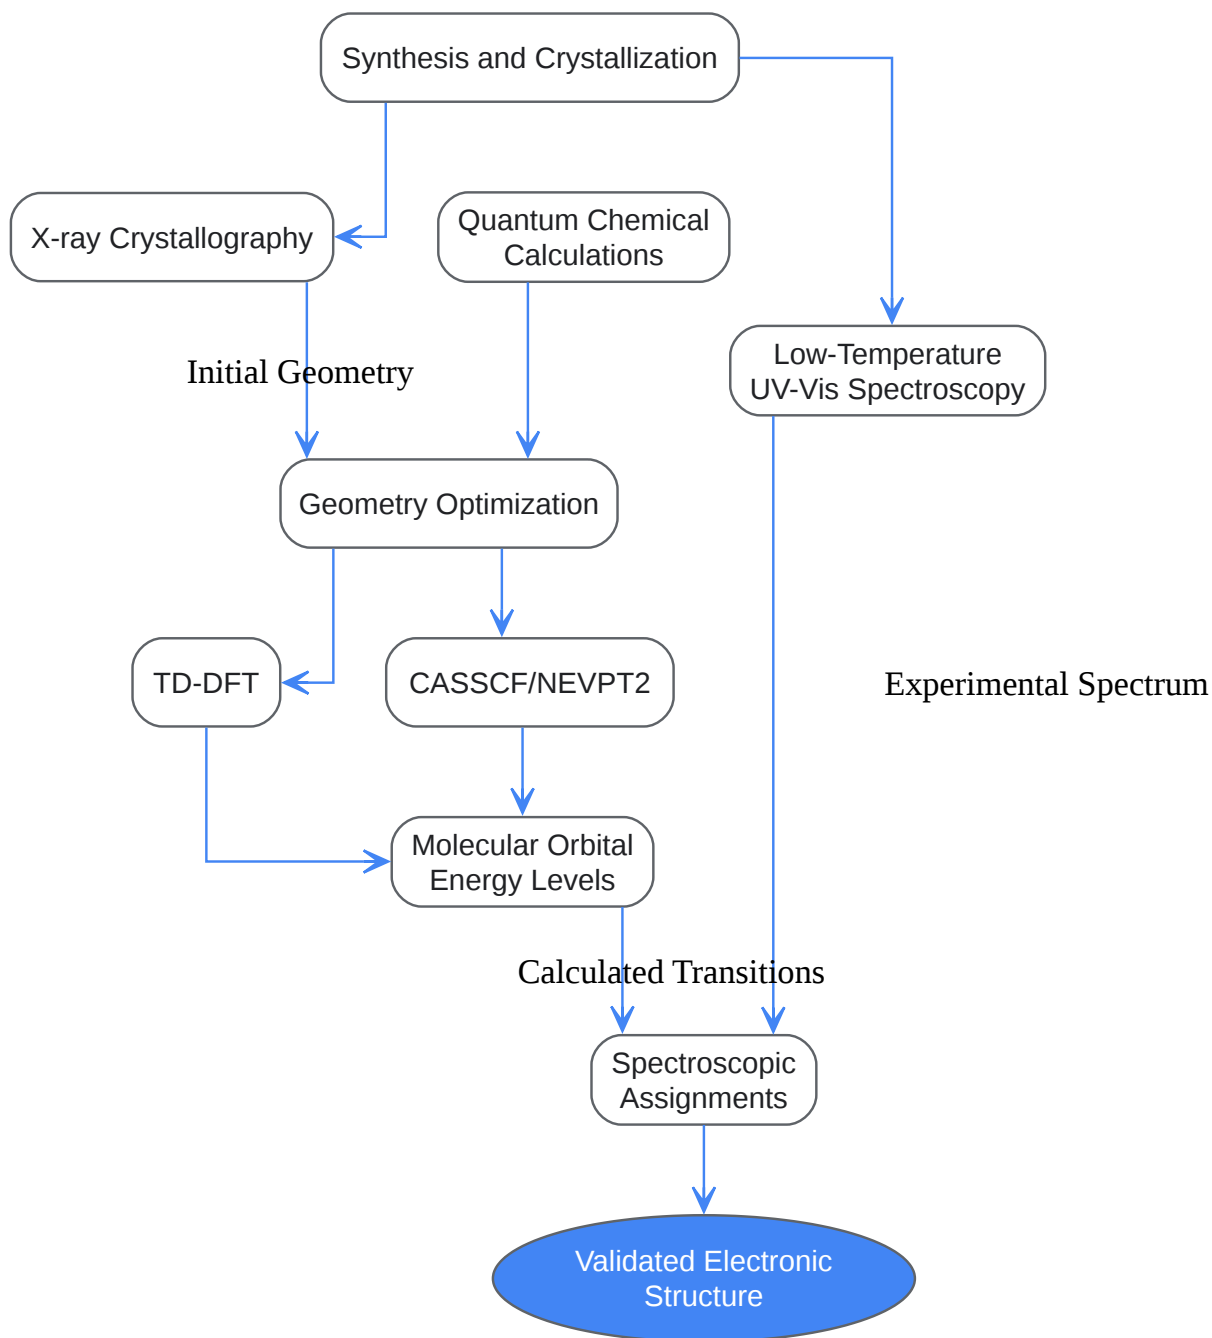 Synthesis and Crystallization
X-ray Crystallography
Quantum Chemical
Calculations
Initial Geometry
Low-Temperature
UV-Vis Spectroscopy
Geometry Optimization
TD-DFT
CASSCF/NEVPT2
Experimental Spectrum
Molecular Orbital
Energy Levels
Calculated Transitions
Spectroscopic
Assignments
Validated Electronic
Structure